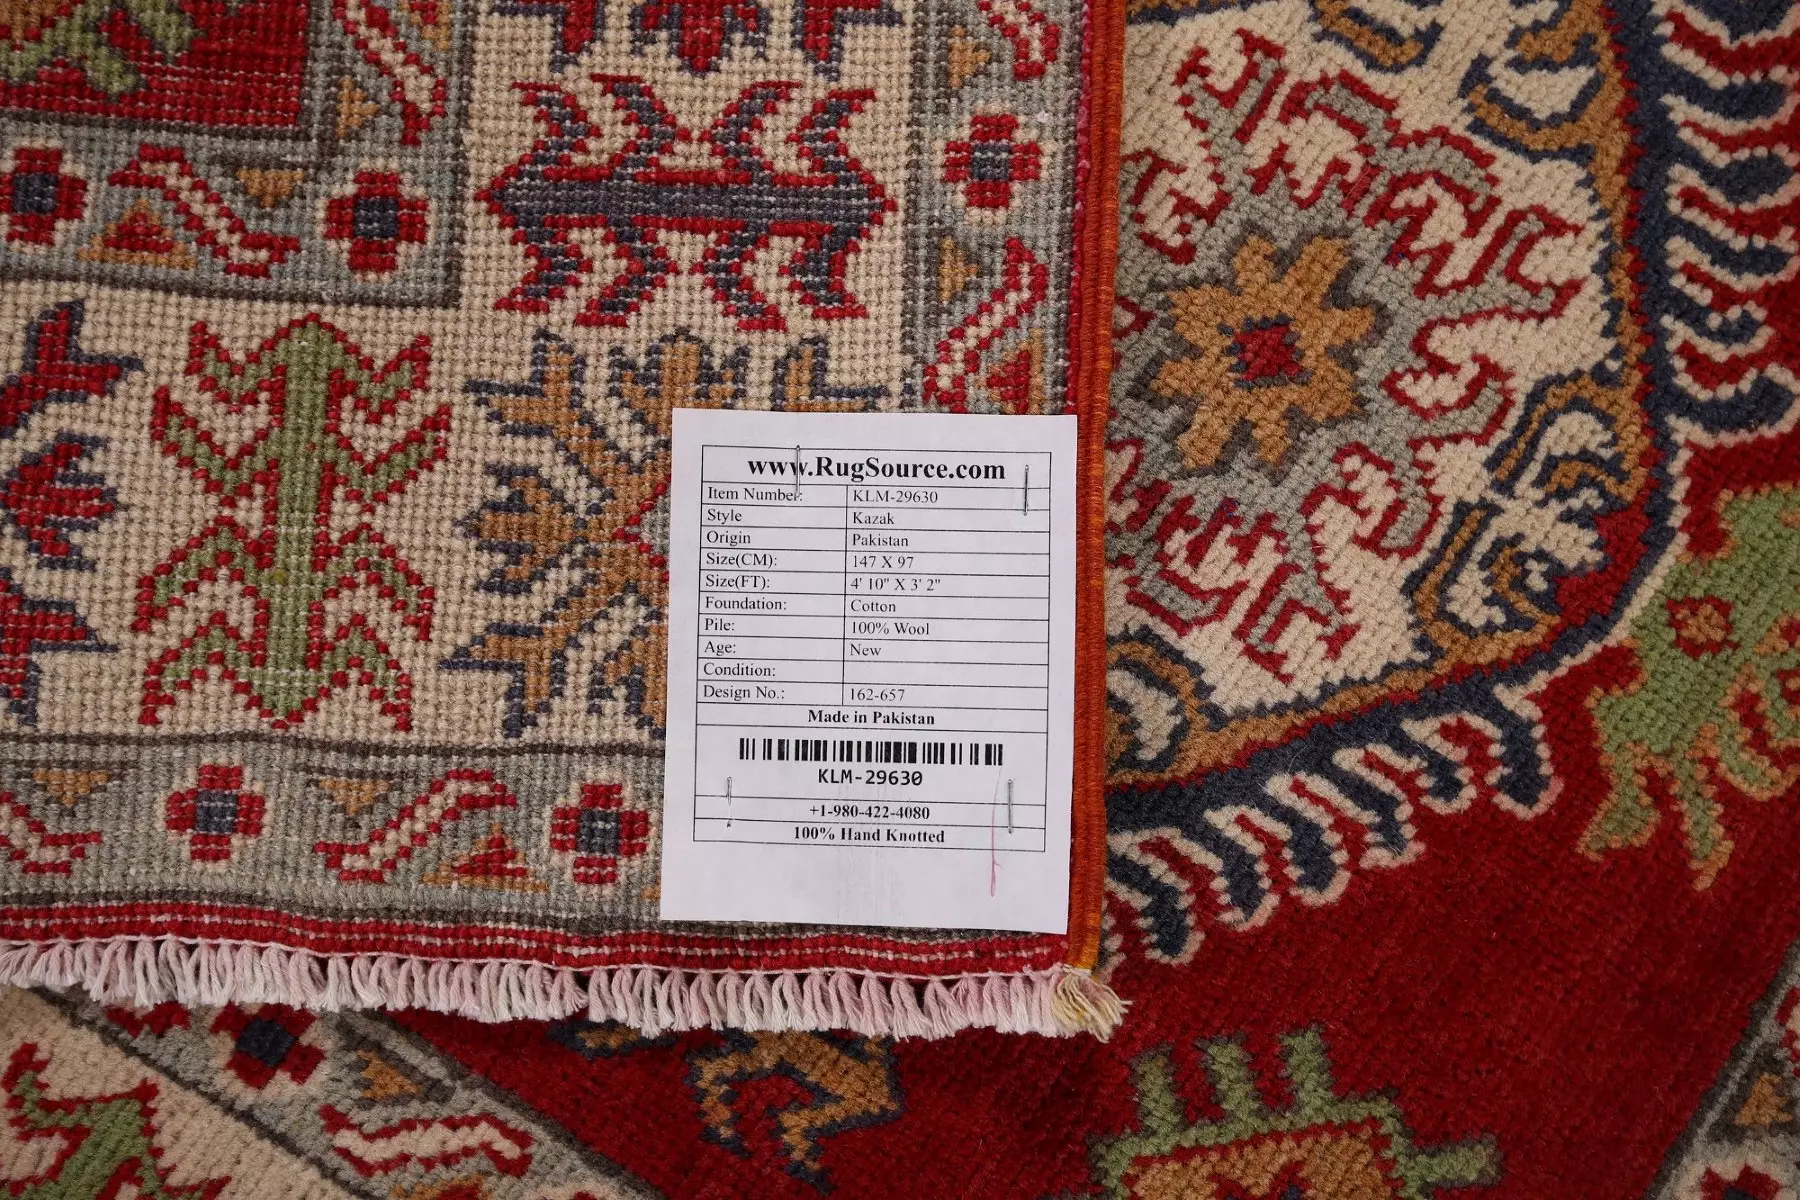 www.RugSource.com
Item Number: KLM-29630
Style Kazak
Origin Pakistan
Size(CM): 147 X 97
Size(FT): 4' 10" X 3' 2"
Foundation: Cotton
Pile: 100% Wool
Age: New
Condition:
Design No.: 162-657
Made in Pakistan
KLM-29630
+1-980-422-4080
100% Hand Knotted